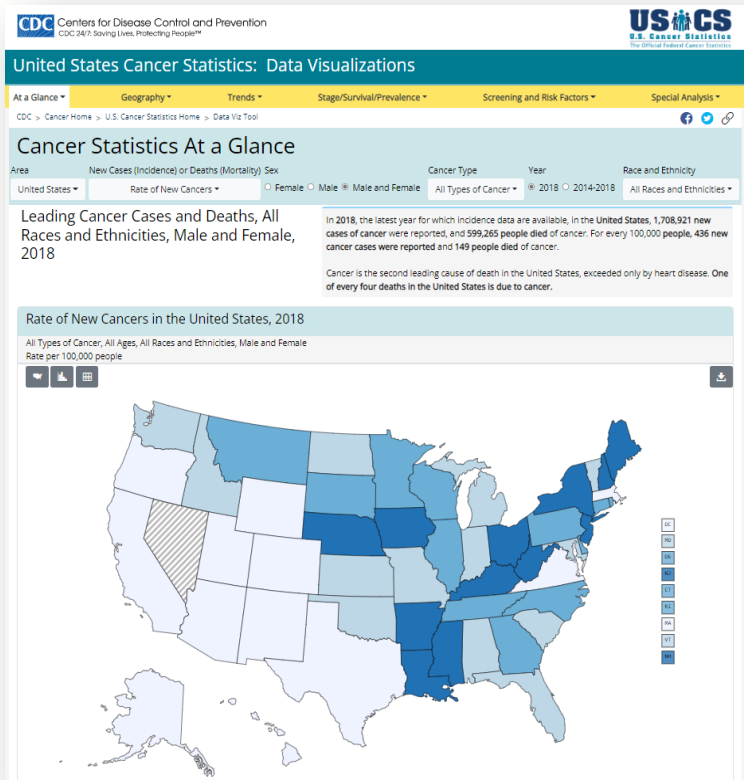 CDC Centers for Disease Control and Prevention
CDC 24/7: Saving Lives, Protecting People™
US CS
U.S. Cancer Statistics
The Official Federal Cancer Statistics
United States Cancer Statistics: Data Visualizations
At a Glance Geography Trends Stage/Survival/Prevalence Screening and Risk Factors Special Analysis
CDC > Cancer Home > U.S. Cancer Statistics Home > Data Viz Tool
Cancer Statistics At a Glance
Area New Cases (Incidence) or Deaths (Mortality) Sex Cancer Type Year Race and Ethnicity
United States Rate of New Cancers Female Male Male and Female All Types of Cancer 2018 2014-2018 All Races and Ethnicities
Leading Cancer Cases and Deaths, All
Races and Ethnicities, Male and Female,
2018
In 2018, the latest year for which incidence data are available, in the United States, 1,708,921 new
cases of cancer were reported, and 599,265 people died of cancer. For every 100,000 people, 436 new
cancer cases were reported and 149 people died of cancer.
Cancer is the second leading cause of death in the United States, exceeded only by heart disease. One
of every four deaths in the United States is due to cancer.
Rate of New Cancers in the United States, 2018
All Types of Cancer, All Ages, All Races and Ethnicities, Male and Female
Rate per 100,000 people
DC
MD
DE
NJ
CT
RI
MA
VT
NH